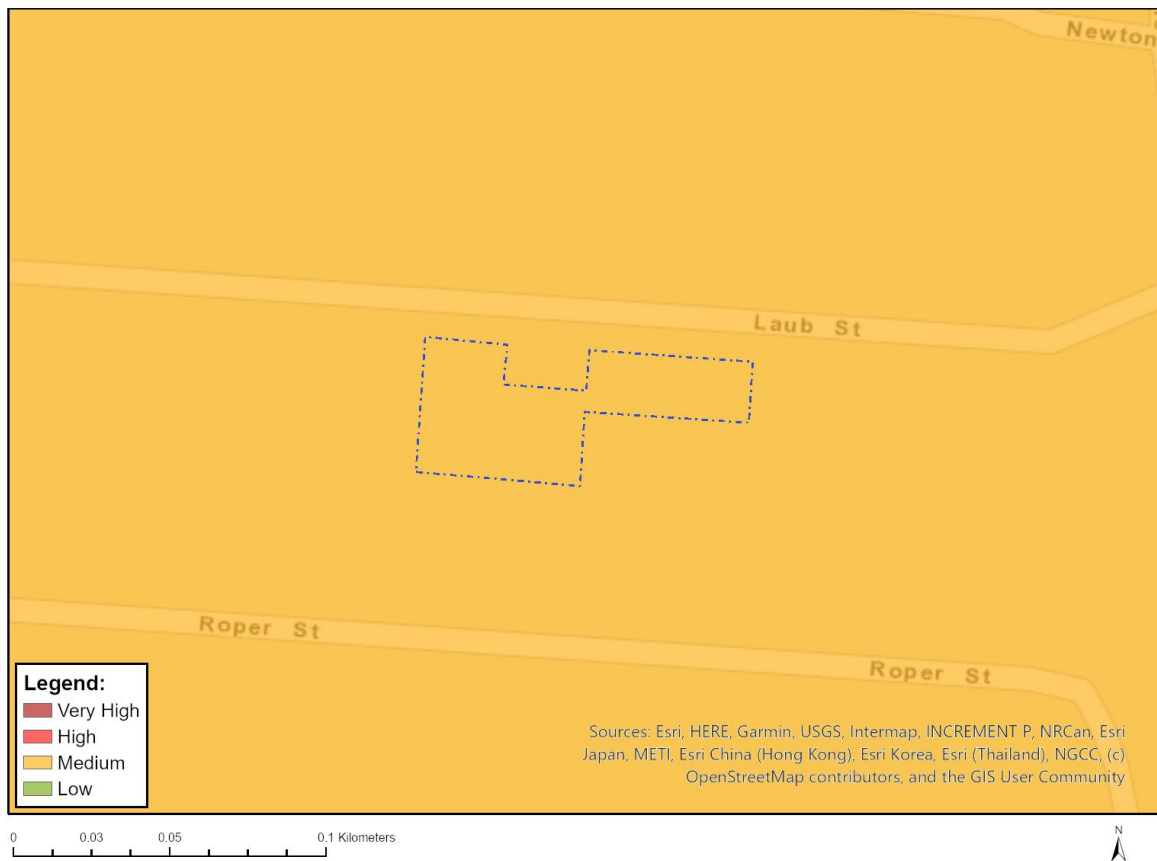 Newton
Laub St
Roper St
Roper St
Legend:
Very High
High
Medium
Low
Sources: Esri, HERE, Garmin, USGS, Intermap, INCREMENT P, NRCan, Esri
Japan, METI, Esri China (Hong Kong), Esri Korea, Esri (Thailand), NGCC, (c)
OpenStreetMap contributors, and the GIS User Community
0 0.03 0.05 0.1 Kilometers
N